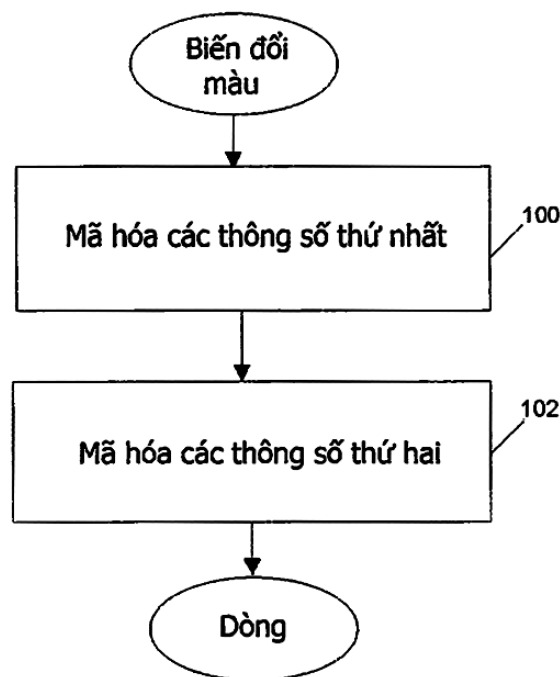 Biến đổi
màu
Mã hóa các thông số thứ nhất
100
Mã hóa các thông số thứ hai
102
Dòng